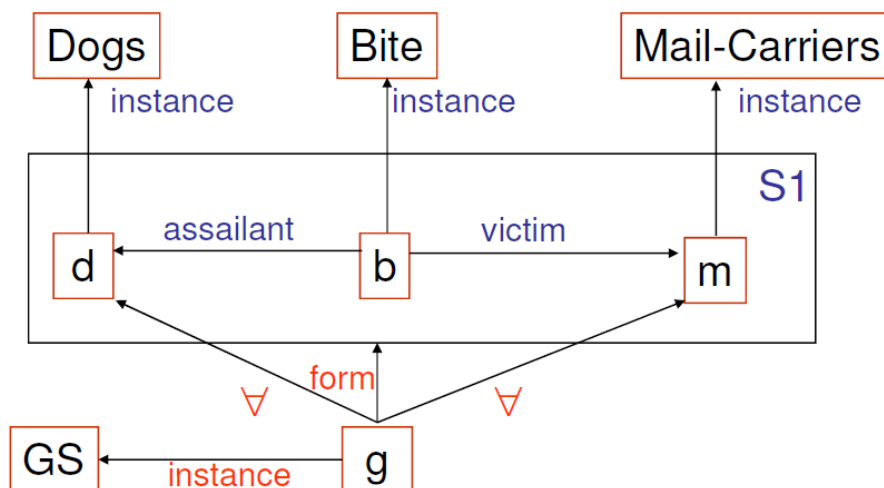 Dogs Bite Mail-Carriers
instance instance instance
S1
assailant victim
d b m
form
∀ ∀
GS instance g